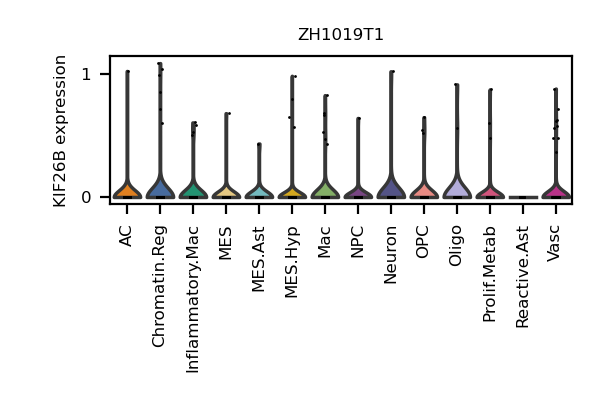 ZH1019T1
KIF26B expression
1
0
AC
Chromatin.Reg
Inflammatory.Mac
MES
MES.Ast
MES.Hyp
Mac
NPC
Neuron
OPC
Oligo
Prolif.Metab
Reactive.Ast
Vasc